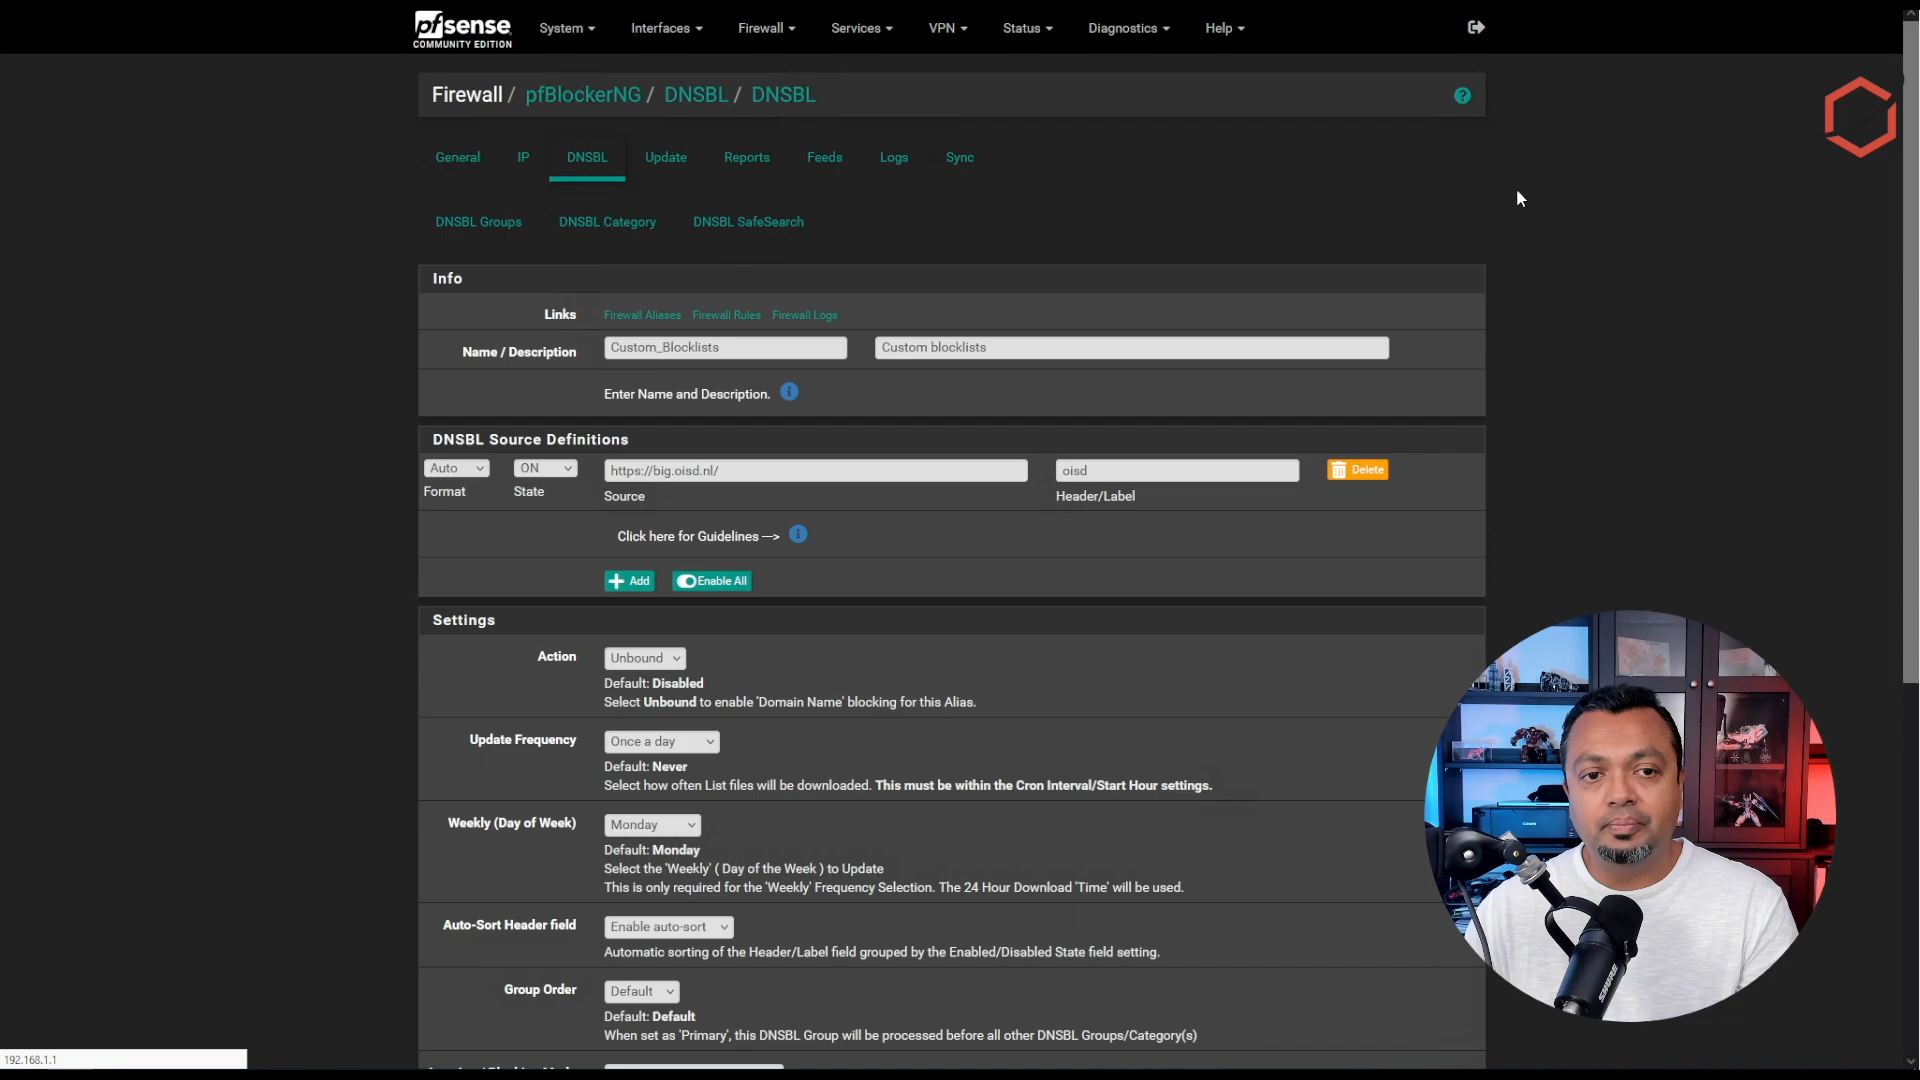 pfsense
COMMUNITY EDITION
System
Interfaces
Firewall
Services
VPN
Status
Diagnostics
Help
Firewall / pfBlockerNG / DNSBL / DNSBL
General
IP
DNSBL
Update
Reports
Feeds
Logs
Sync
DNSBL Groups
DNSBL Category
DNSBL SafeSearch
Info
Links
Firewall Aliases Firewall Rules Firewall Logs
Name / Description
Custom_Blocklists
Custom blocklists
Enter Name and Description.
DNSBL Source Definitions
Auto
ON
https://big.oisd.nl/
oisd
Delete
Format
State
Source
Header/Label
Click here for Guidelines -->
Add
Enable All
Settings
Action
Unbound
Default: Disabled
Select Unbound to enable 'Domain Name' blocking for this Alias.
Update Frequency
Once a day
Default: Never
Select how often List files will be downloaded. This must be within the Cron Interval/Start Hour settings.
Weekly (Day of Week)
Monday
Default: Monday
Select the 'Weekly' ( Day of the Week ) to Update
This is only required for the 'Weekly' Frequency Selection. The 24 Hour Download 'Time' will be used.
Auto-Sort Header field
Enable auto-sort
Automatic sorting of the Header/Label field grouped by the Enabled/Disabled State field setting.
Group Order
Default
Default: Default
When set as 'Primary', this DNSBL Group will be processed before all other DNSBL Groups/Category(s)
192.168.1.1
SHURE